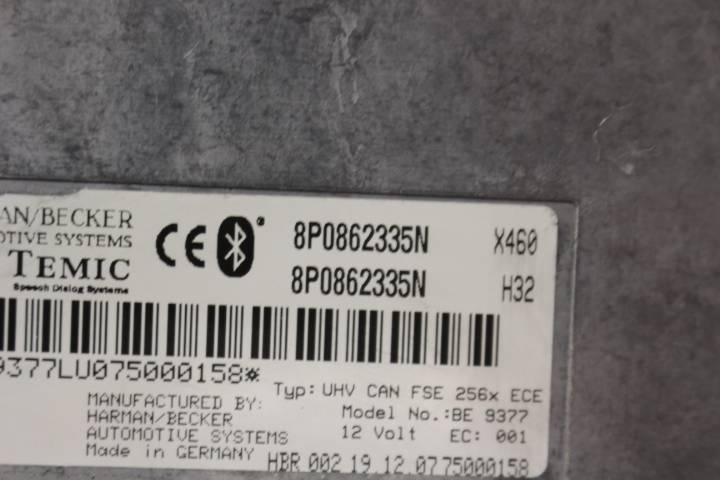 AN/BECKER
OTIVE SYSTEMS
TEMIC
Speech Dialog Systems
CE
8P0862335N X460
8P0862335N H32
9377LU075000158*
Typ: UHV CAN FSE 256x ECE
MANUFACTURED BY: Model No.:BE 9377
HARMAN/BECKER 12 Volt EC: 001
AUTOMOTIVE SYSTEMS
Made in GERMANY HBR 002 19 12 07 75000158